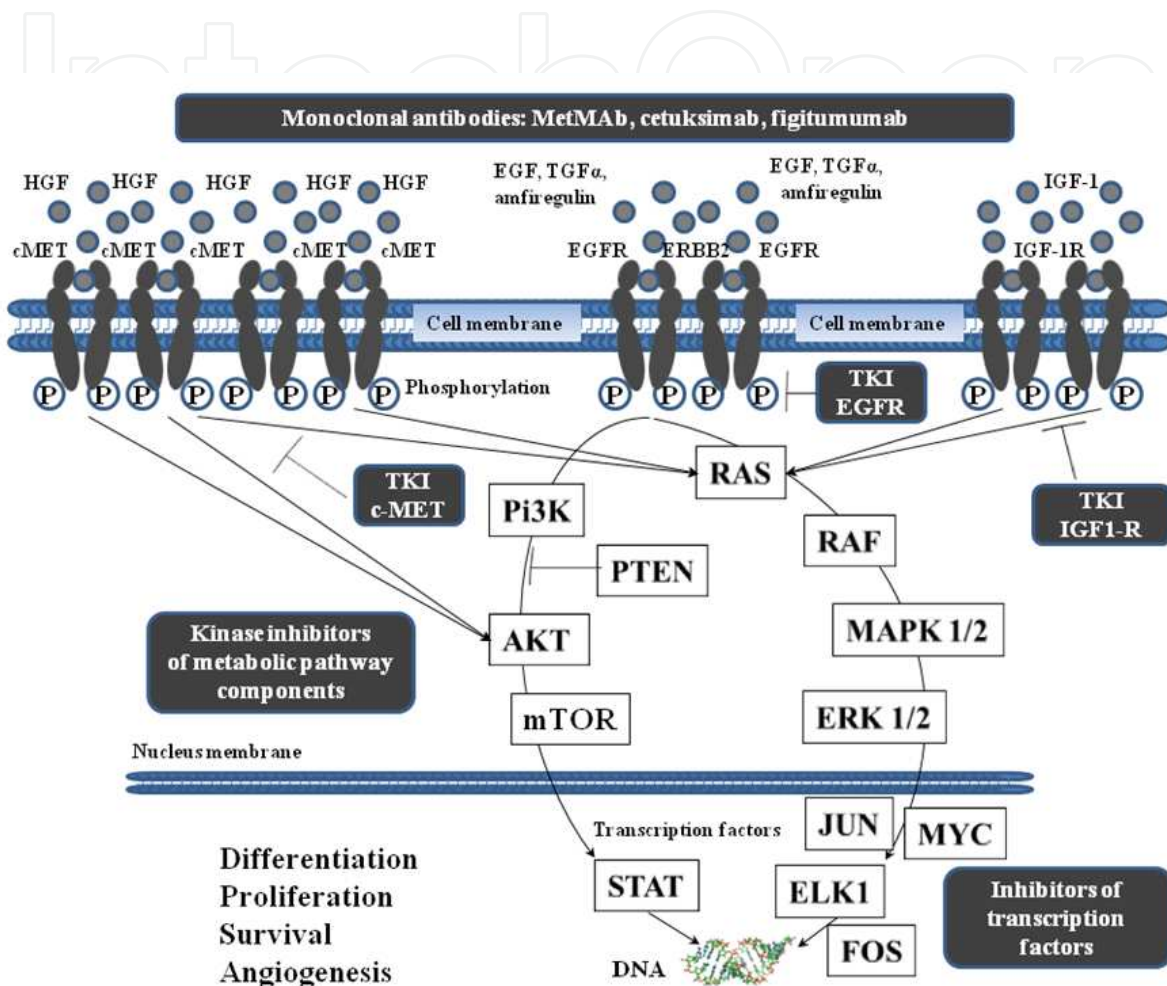 IntechOpen
Monoclonal antibodies: MetMAb, cetuksimab, figitumumab
HGF HGF HGF HGF HGF
EGF, TGFα,
amfiregulin
EGF, TGFα,
amfiregulin
IGF-1
cMET cMET cMET cMET cMET
EGFR ERBB2 EGFR
IGF-1R
Cell membrane
Cell membrane
P P P P P P P P
Phosphorylation
P P P P
TKI
EGFR
P P P P
TKI
c-MET
RAS
TKI
IGF1-R
Pi3K
RAF
PTEN
Kinase inhibitors
of metabolic pathway
components
AKT
MAPK 1/2
mTOR
ERK 1/2
Nucleus membrane
Transcription factors
JUN
MYC
Differentiation
Proliferation
Survival
Angiogenesis
STAT
ELK1
FOS
DNA
Inhibitors of
transcription
factors